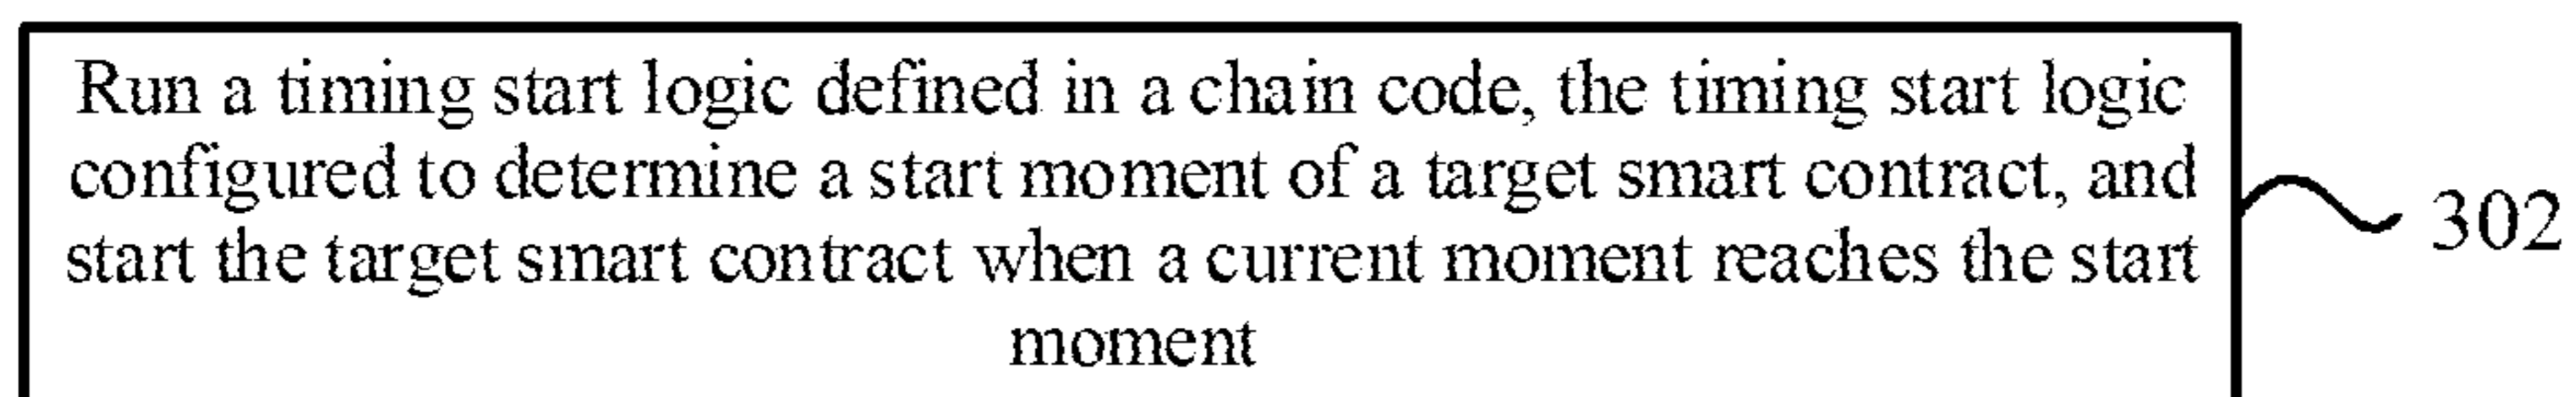 Run a timing start logic defined in a chain code, the timing start logic
configured to determine a start moment of a target smart contract, and
start the target smart contract when a current moment reaches the start
moment
302